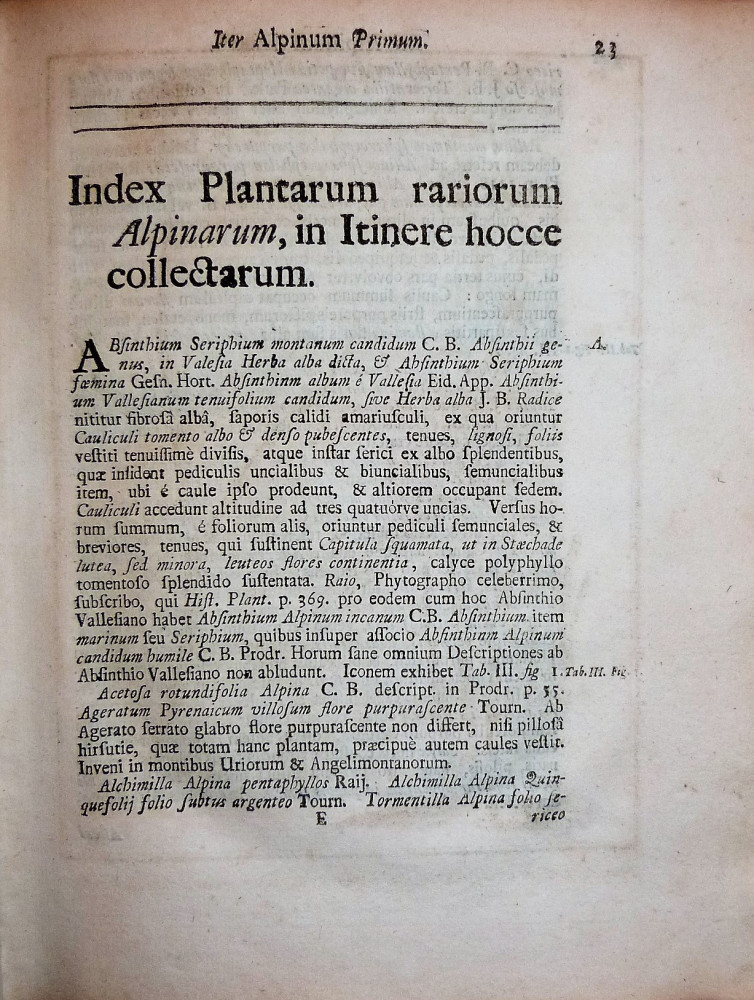 Iter Alpinum Primum.
23
Index Plantarum rariorum
Alpinarum, in Itinere hocce
collectarum.
ABſinthium Seriphium montanum candidum C. B. Abſinthii ge- A.
nus, in Valeſia Herba alba dicta, & Abſinthium Seriphium
fœmina Geſn. Hort. Abſinthinm album é Valleſia Eid. App. Abſinthi-
um Valleſianum tenuifolium candidum, ſive Herba alba J. B. Radice
nititur fibroſâ albâ, ſaporis calidi amariuſculi, ex qua oriuntur
Cauliculi tomento albo & denſo pubeſcentes, tenues, lignoſi, foliis
veſtiti tenuiſſimè diviſis, atque inſtar ſerici ex albo ſplendentibus,
quæ inſident pediculis uncialibus & biuncialibus, ſemuncialibus
item, ubi é caule ipſo prodeunt, & altiorem occupant ſedem.
Cauliculi accedunt altitudine ad tres quatuórve uncias. Verſus ho-
rum ſummum, é foliorum alis, oriuntur pediculi ſemunciales, &
breviores, tenues, qui ſuſtinent Capitula ſquamata, ut in Stæchade
lutea, ſed minora, leuteos flores continentia, calyce polyphyllo
tomentoſo ſplendido ſuſtentata. Raio, Phytographo celeberrimo,
ſubſcribo, qui Hiſt. Plant. p. 369. pro eodem cum hoc Abſinthio
Valleſiano habet Abſinthium Alpinum incanum C.B. Abſinthium item
marinum ſeu Seriphium, quibus inſuper aſſocio Abſinthinm Alpinum
candidum humile C. B. Prodr. Horum ſane omnium Deſcriptiones ab
Abſinthio Valleſiano non abludunt. Iconem exhibet Tab. III. fig 1. Tab. III. Fig.
Acetoſa rotundifolia Alpina C. B. deſcript. in Prodr. p. 55.
Ageratum Pyrenaicum villoſum flore purpuraſcente Tourn. Ab
Agerato ſerrato glabro flore purpuraſcente non differt, niſi pilloſâ
hirſutie, quæ totam hanc plantam, præcipuè autem caules veſtit.
Inveni in montibus Uriorum & Angelimontanorum.
Alchimilla Alpina pentaphyllos Raij. Alchimilla Alpina Quin-
quefolij folio ſubtus argenteo Tourn. Tormentilla Alpina folio ſe-
E riceo